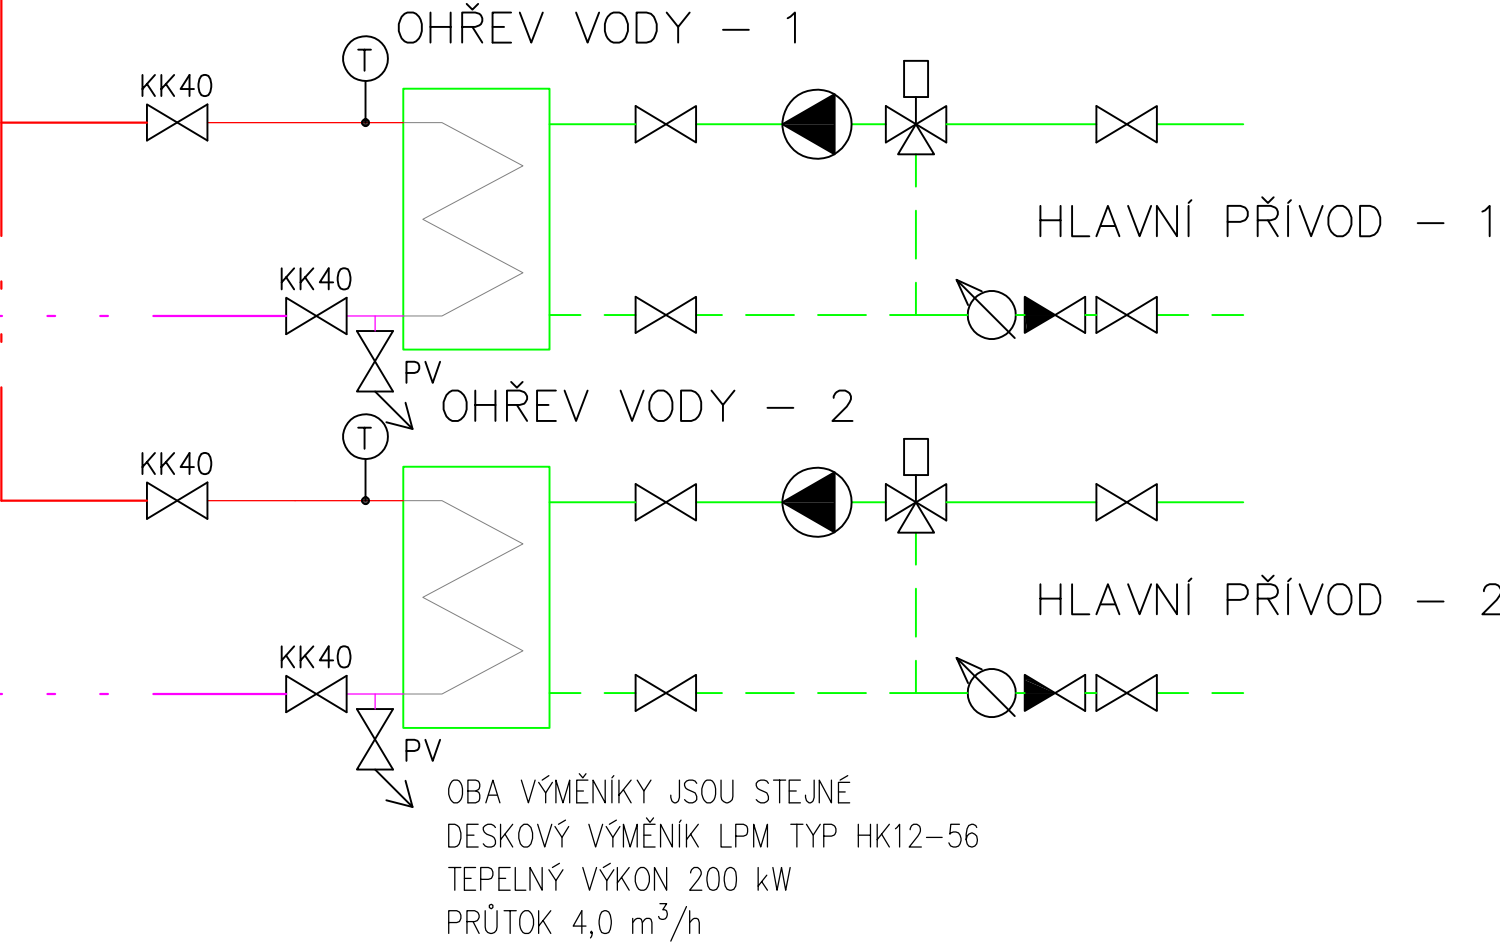 OHŘEV VODY - 1
T
KK40
HLAVNÍ PŘÍVOD - 1
KK40
PV
OHŘEV VODY - 2
T
KK40
HLAVNÍ PŘÍVOD - 2
KK40
PV
OBA VÝMĚNÍKY JSOU STEJNÉ
DESKOVÝ VÝMĚNÍK LPM TYP HK12-56
TEPELNÝ VÝKON 200 kW
PRŮTOK 4,0 m³/h